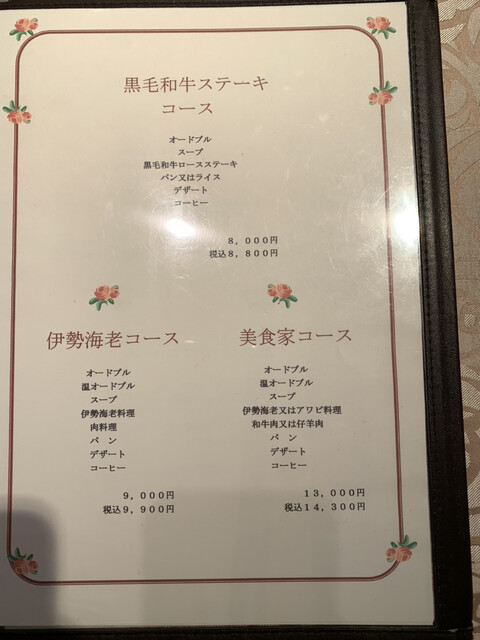 黒毛和牛ステーキ
コース
オードブル
スープ
黒毛和牛ロースステーキ
パン又はライス
デザート
コーヒー
8,000円
税込8,800円
伊勢海老コース
オードブル
温オードブル
スープ
伊勢海老料理
肉料理
パン
デザート
コーヒー
9,000円
税込9,900円
美食家コース
オードブル
温オードブル
スープ
伊勢海老又はアワビ料理
和牛肉又は仔羊肉
パン
デザート
コーヒー
13,000円
税込14,300円